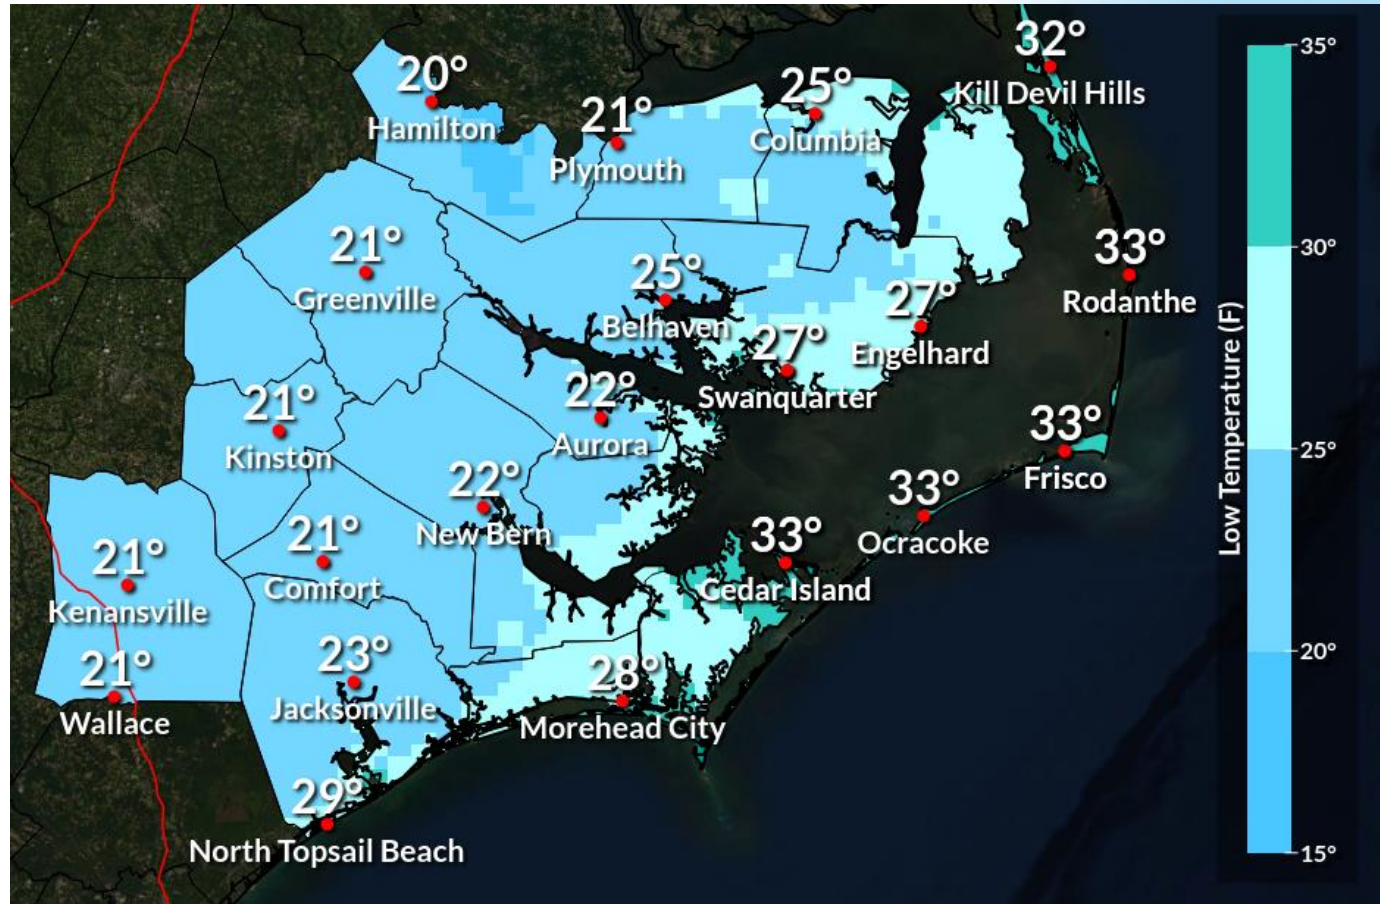 32°
Kill Devil Hills
20°
Hamilton
25°
Columbia
21°
Plymouth
21°
Greenville
33°
Rodanthe
25°
Belhaven
27°
Engelhard
27°
Swanquarter
22°
Aurora
21°
Kinston
33°
Frisco
22°
New Bern
33°
Ocracoke
21°
Comfort
33°
Cedar Island
21°
Kenansville
21°
Wallace
23°
Jacksonville
28°
Morehead City
29°
North Topsail Beach
35°
30°
25°
20°
15°
Low Temperature (F)